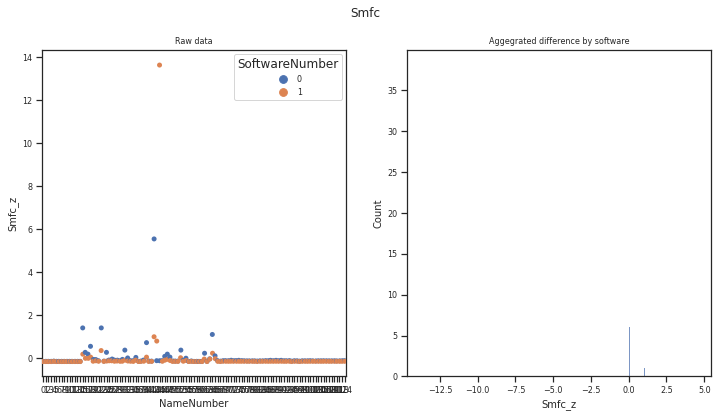 Smfc
Raw data
Aggegrated difference by software
SoftwareNumber
0
1
14
12
10
8
6
4
2
0
Smfc_z
NameNumber
35
30
25
20
15
10
5
0
Count
−12.5 −10.0 −7.5 −5.0 −2.5 0.0 2.5 5.0
Smfc_z